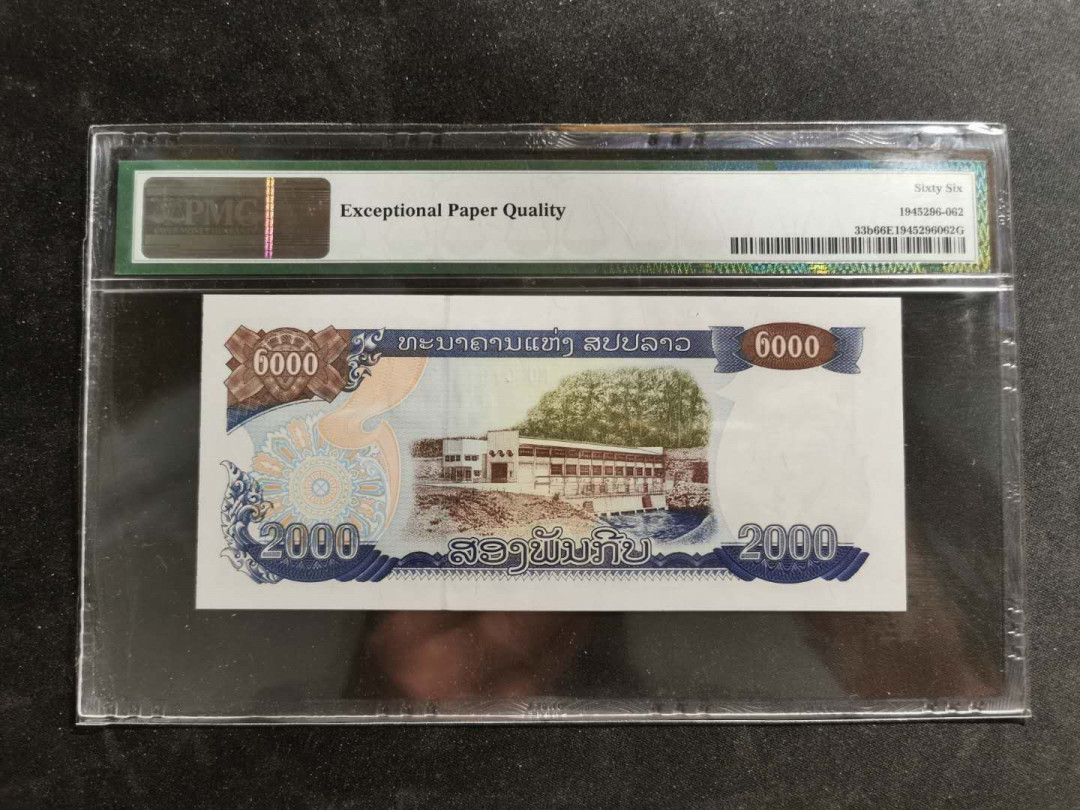 PMG
Exceptional Paper Quality
Sixty Six
1945296-062
33b66E1945296062G
ທະນາຄານແຫ່ງ ສປປລາວ
໒໐໐໐
໒໐໐໐
2000
ສອງພັນກີບ
2000